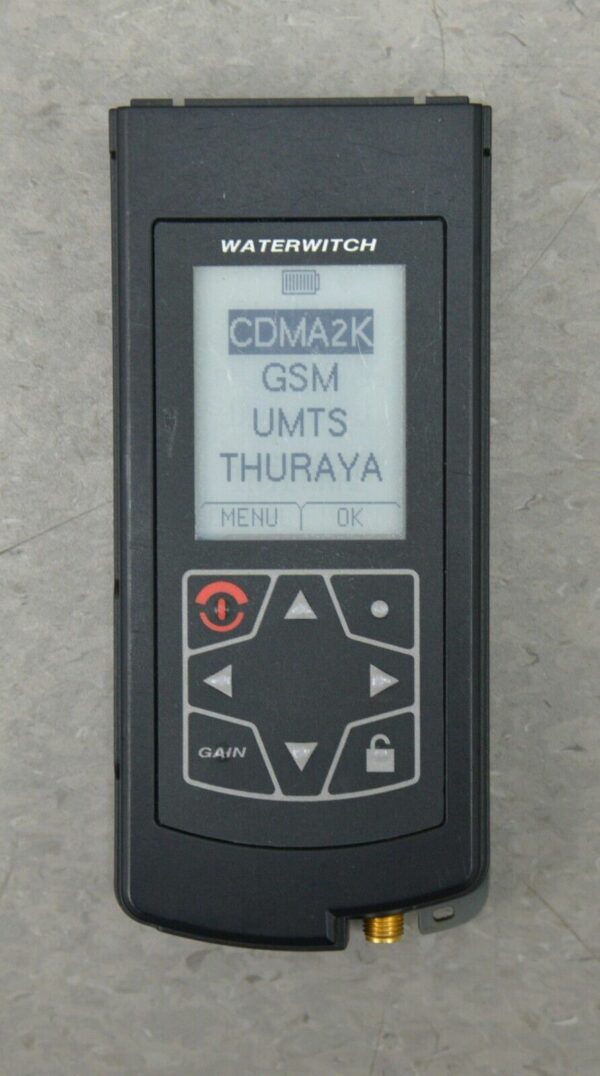 WATERWITCH
CDMA2K
GSM
UMTS
THURAYA
MENU OK
GAIN